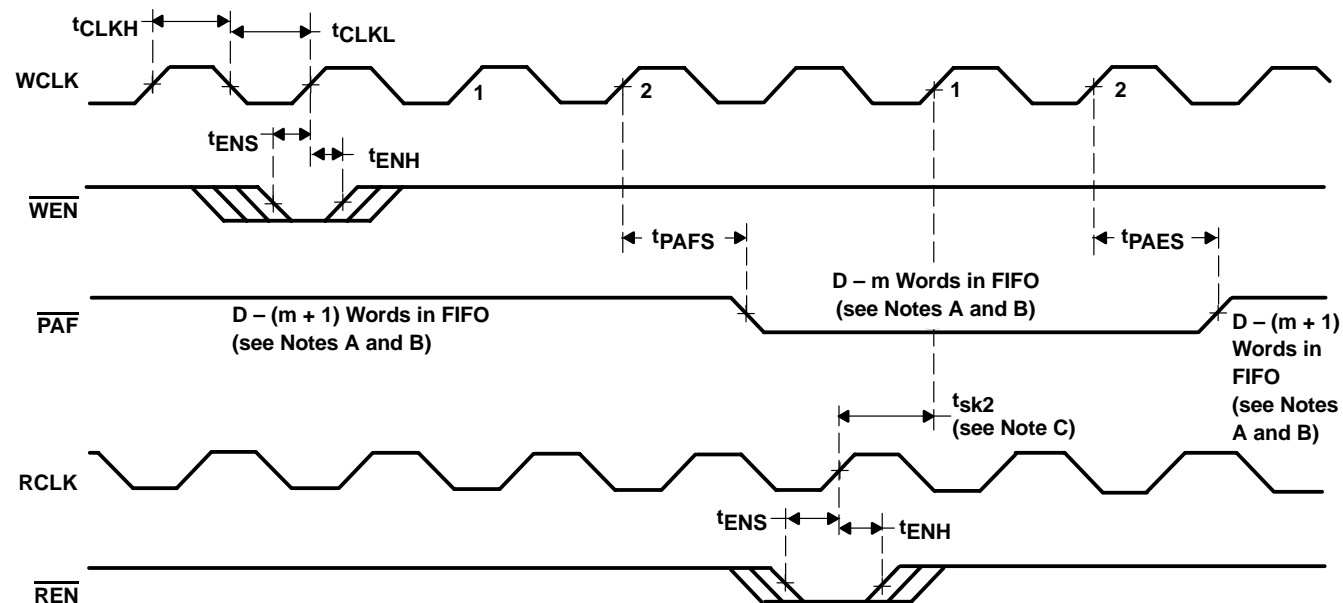 tCLKH
tCLKL
WCLK
1
2
1
2
tENS
tENH
WEN
tPAFS
tPAES
D – m Words in FIFO
(see Notes A and B)
PAF
D – (m + 1) Words in FIFO
(see Notes A and B)
D – (m + 1)
Words in
FIFO
(see Notes
A and B)
tsk2
(see Note C)
RCLK
tENS
tENH
REN